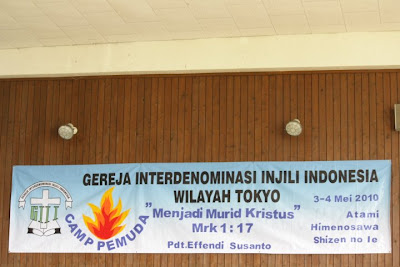 GEREJA INTERDENOMINASI INJILI INDONESIA
WILAYAH TOKYO
"Menjadi Murid Kristus"
Mrk 1:17
Pdt.Effendi Susanto
3-4 Mei 2010
Atami
Himenosawa
Shizen no Ie
CAMP PEMUDA